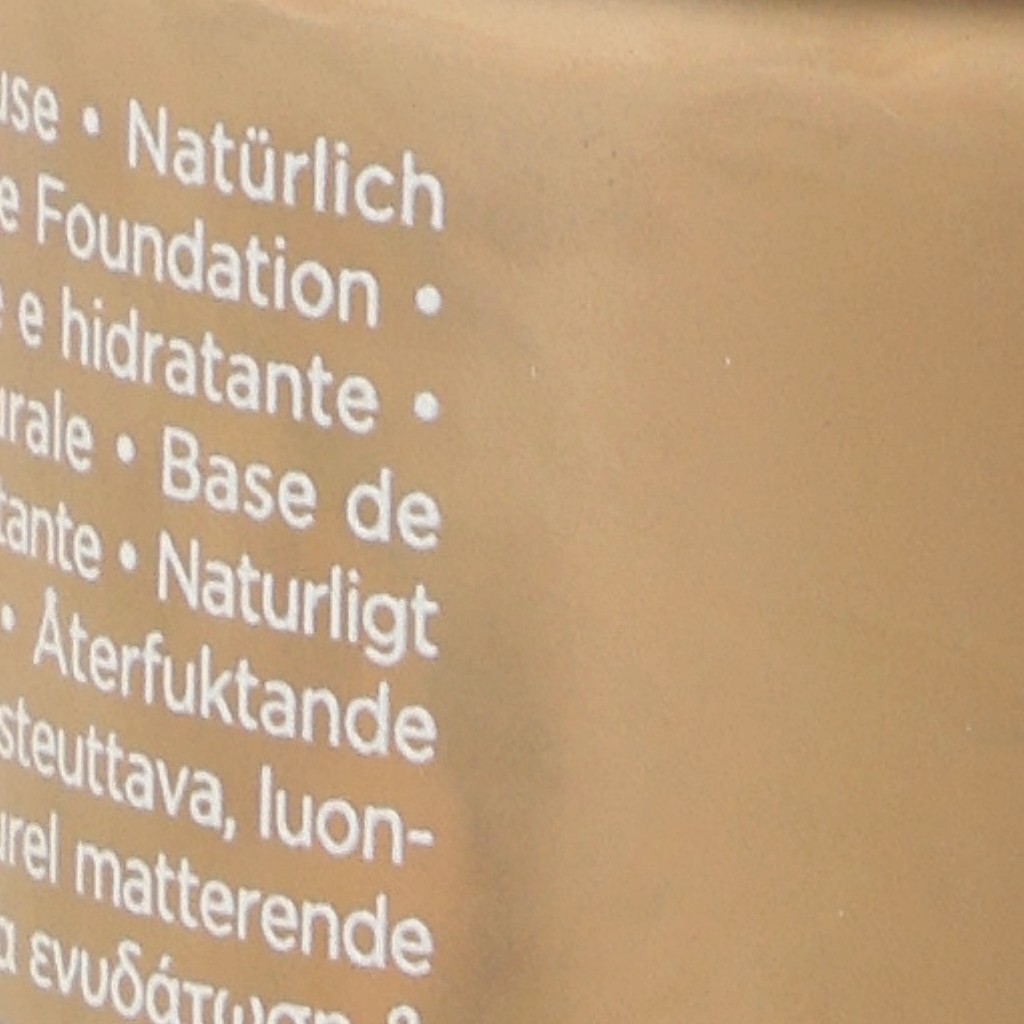 use • Natürlich
e Foundation •
e e hidratante •
urale • Base de
tante • Naturligt
• Återfuktande
steuttava, luon-
urel matterende
α ενυδάτωση &